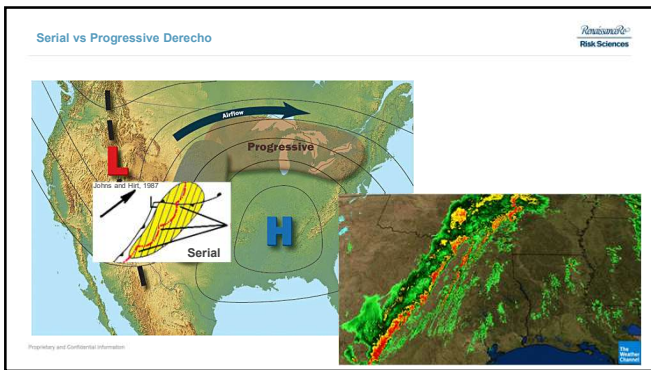 Serial vs Progressive Derecho
RenaissanceRe
Risk Sciences
Airflow
Progressive
L
Johns and Hirt, 1987
L
Serial
H
Proprietary and Confidential Information
The
Weather
Channel